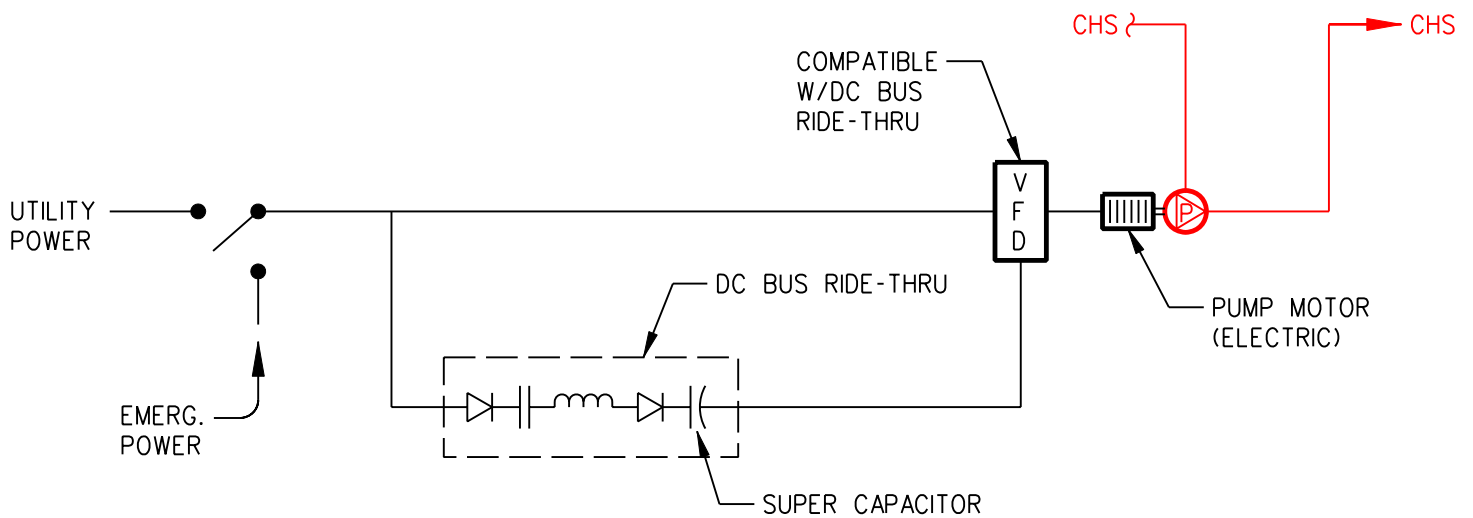 CHS
CHS
COMPATIBLE
W/DC BUS
RIDE-THRU
V
F
D
UTILITY
POWER
P
DC BUS RIDE-THRU
PUMP MOTOR
(ELECTRIC)
EMERG.
POWER
SUPER CAPACITOR